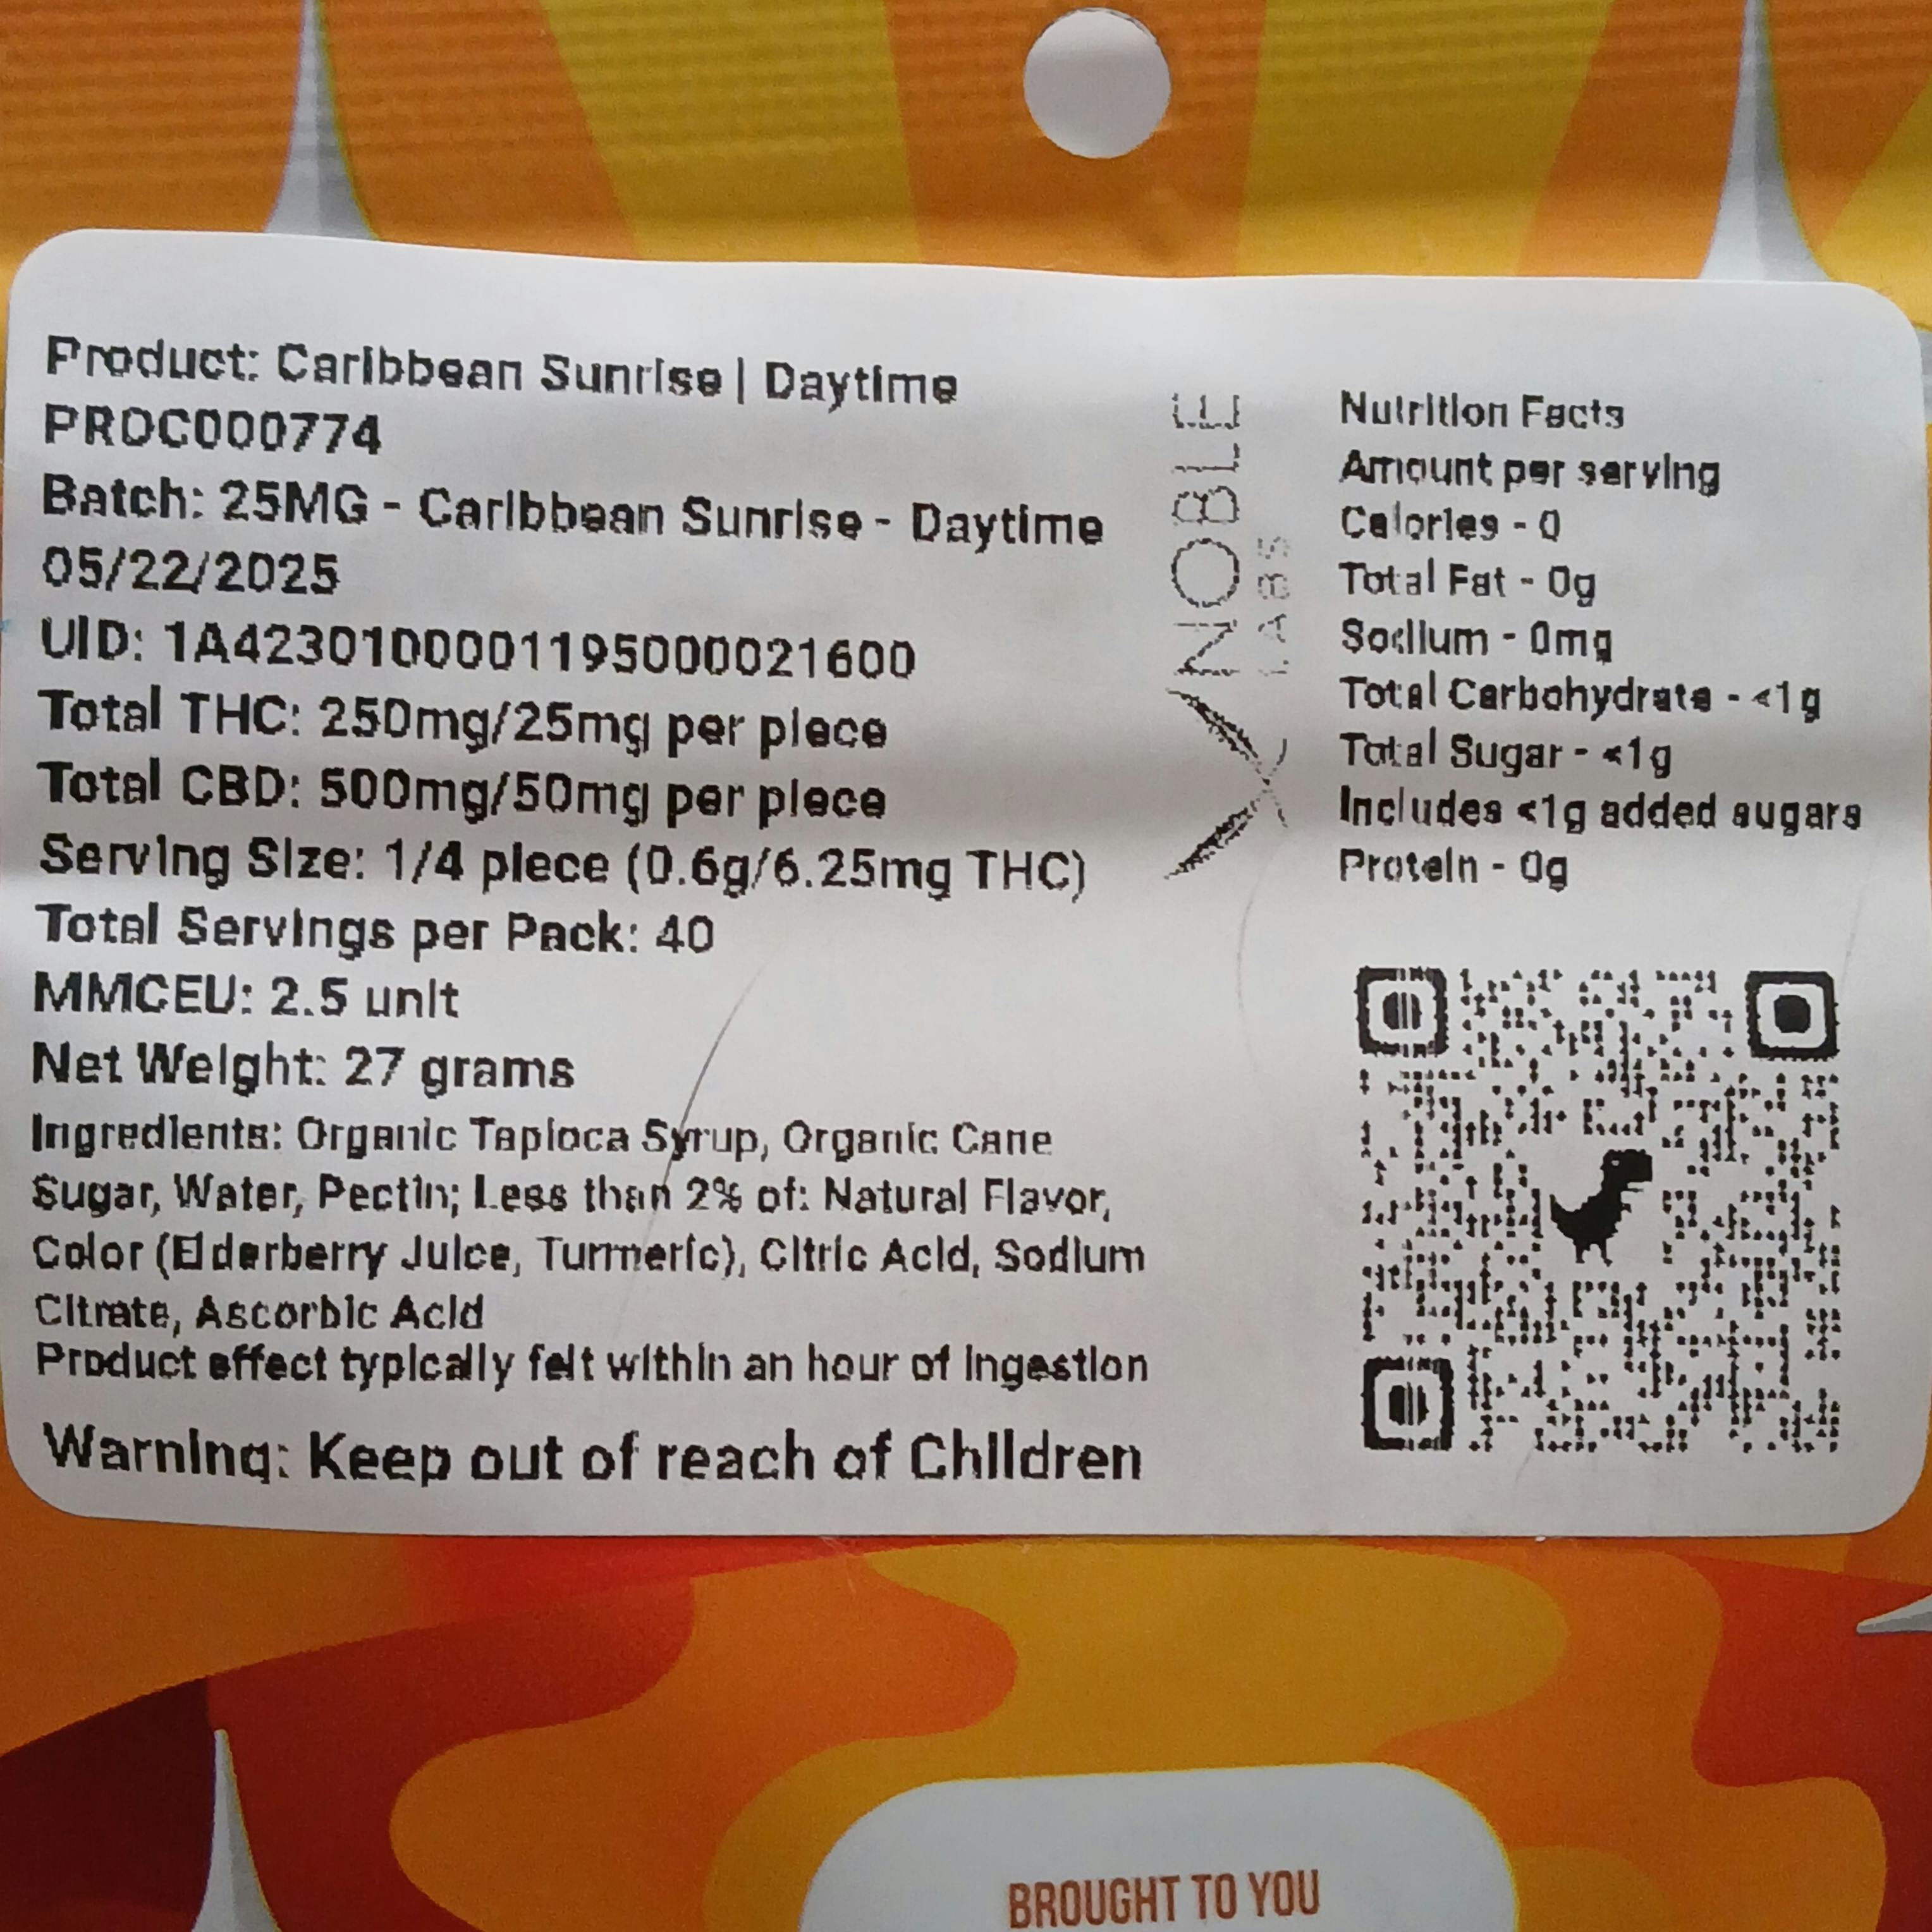 Product: Caribbean Sunrise | Daytime
PROC000774
Batch: 25MG - Caribbean Sunrise - Daytime
05/22/2025
UID: 1A4230100001195000021600
Total THC: 250mg/25mg per piece
Total CBD: 500mg/50mg per piece
Serving Size: 1/4 piece (0.6g/6.25mg THC)
Total Servings per Pack: 40
MMCEU: 2.5 unit
Net Weight: 27 grams
Ingredients: Organic Tapioca Syrup, Organic Cane
Sugar, Water, Pectin; Less than 2% of: Natural Flavor,
Color (Elderberry Juice, Turmeric), Citric Acid, Sodium
Citrate, Ascorbic Acid
Product effect typically felt within an hour of ingestion
Warning: Keep out of reach of Children
NOBLE
LABS
Nutrition Facts
Amount per serving
Calories - 0
Total Fat - 0g
Sodium - 0mg
Total Carbohydrate - <1g
Total Sugar - <1g
Includes <1g added sugars
Protein - 0g
BROUGHT TO YOU